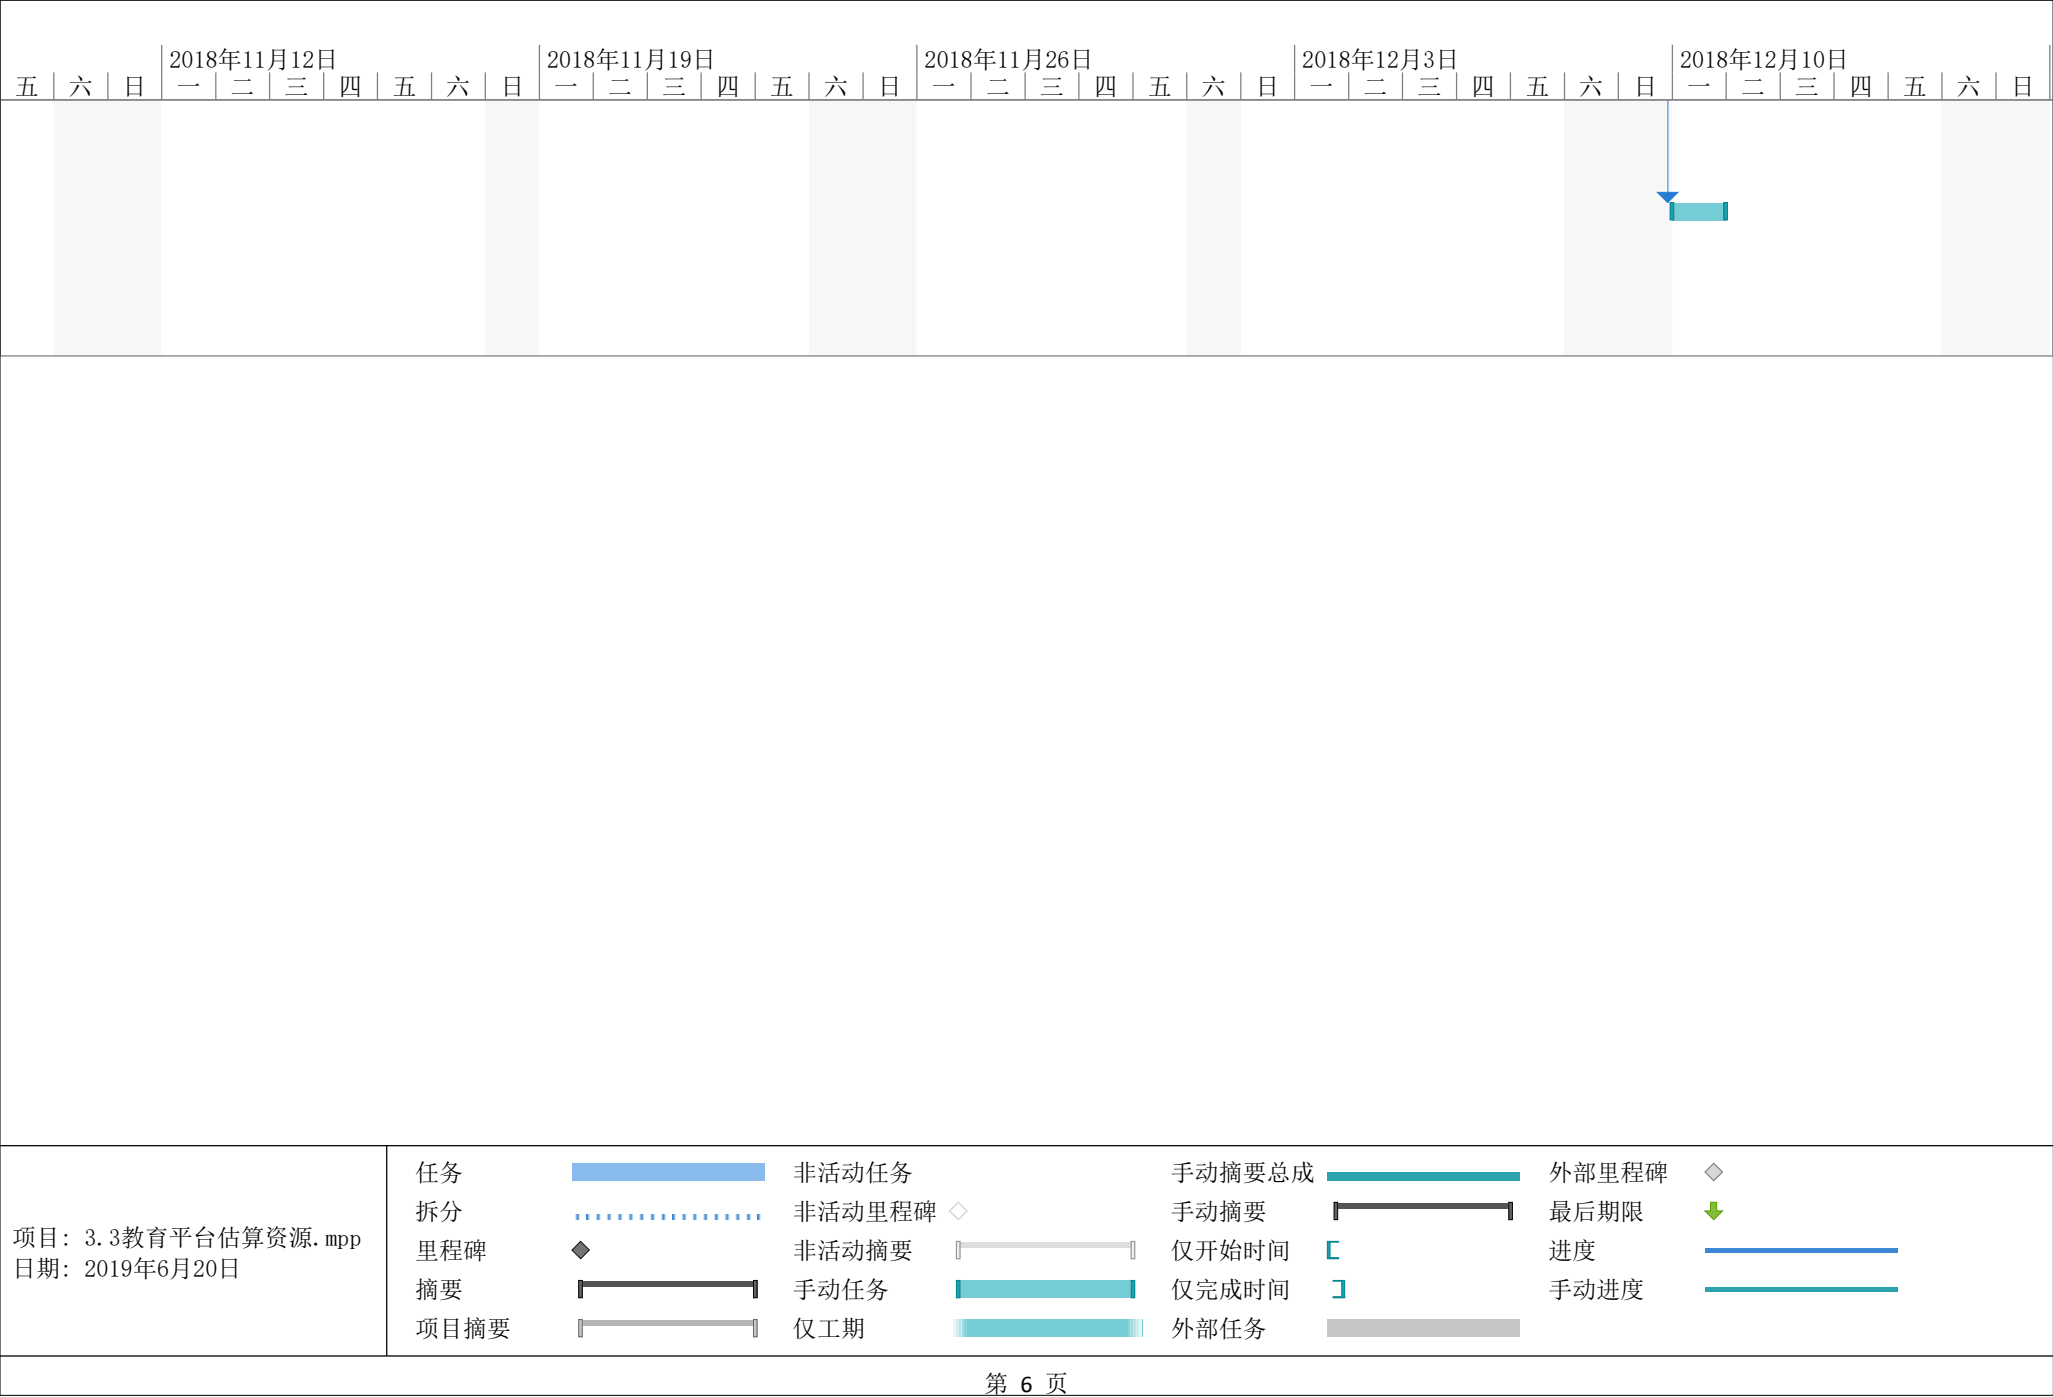 2018年11月12日 2018年11月19日 2018年11月26日 2018年12月3日 2018年12月10日
五 六 日 一 二 三 四 五 六 日 一 二 三 四 五 六 日 一 二 三 四 五 六 日 一 二 三 四 五 六 日 一 二 三 四 五 六 日
项目: 3.3教育平台估算资源.mpp
日期: 2019年6月20日
任务
拆分
里程碑
摘要
项目摘要
非活动任务
非活动里程碑
非活动摘要
手动任务
仅工期
手动摘要总成
手动摘要
仅开始时间
仅完成时间
外部任务
外部里程碑
最后期限
进度
手动进度
第 6 页